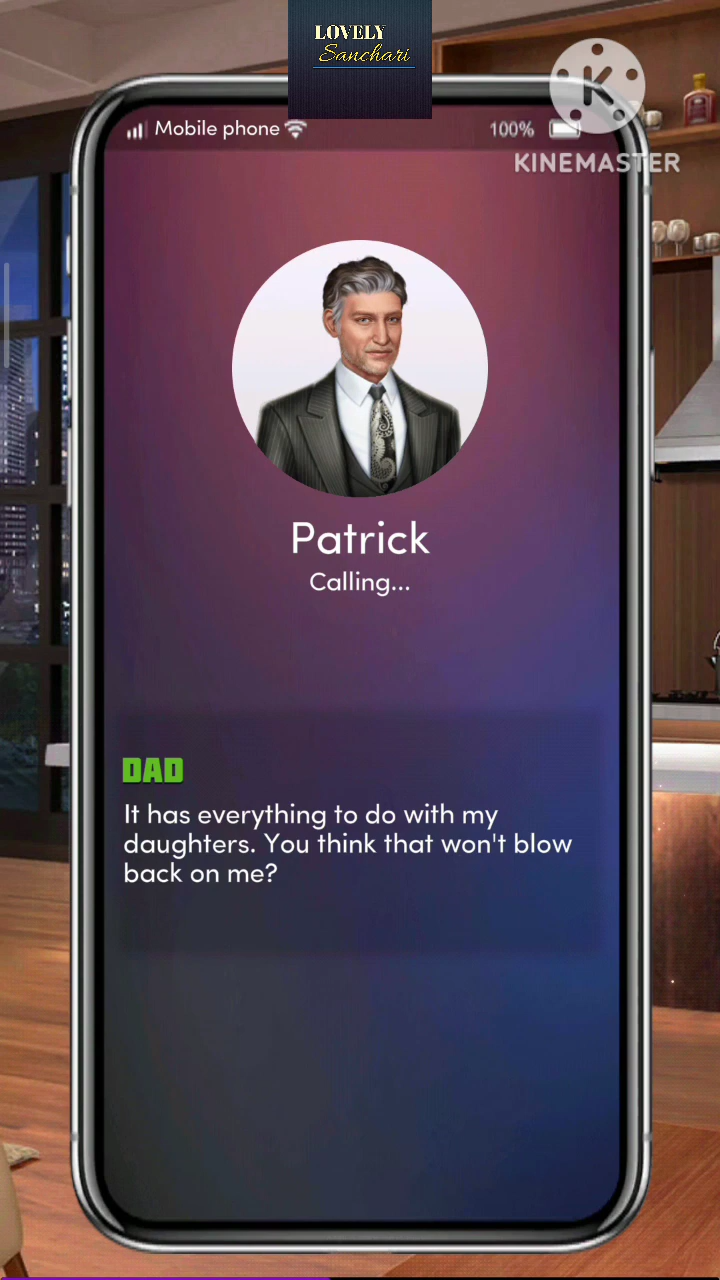 LOVELY
Sanchari
Mobile phone
100%
K
KINEMASTER
Patrick
Calling...
DAD
It has everything to do with my
daughters. You think that won't blow
back on me?